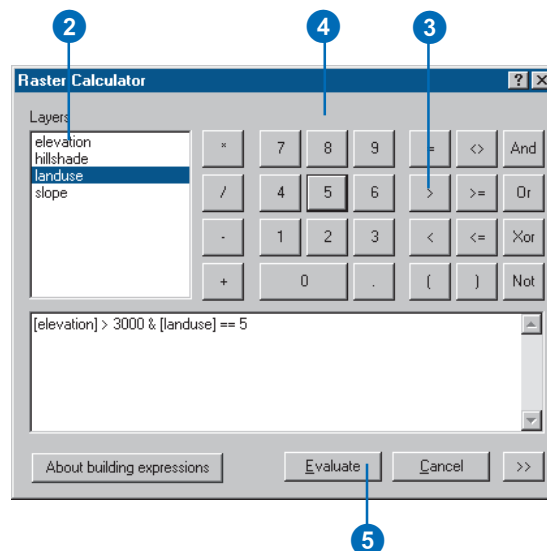 2 4 3
Raster Calculator ? ×
Layers
elevation
hillshade
landuse
slope
* 7 8 9 = <> And
/ 4 5 6 > >= Or
- 1 2 3 < <= Xor
+ 0 . ( ) Not
[elevation] > 3000 & [landuse] == 5
About building expressions Evaluate Cancel >>
5